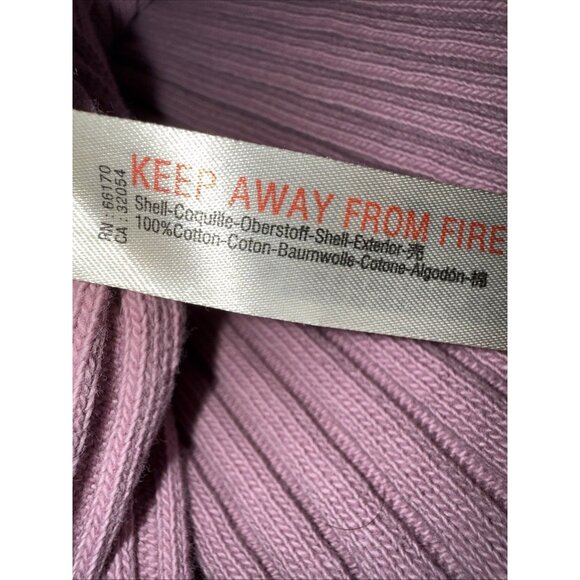 RN : 66170
CA : 32054
KEEP AWAY FROM FIRE
Shell-Coquille-Oberstoff-Shell-Exterior-売
100%Cotton-Coton-Baumwolle-Cotone-Algodón-棉